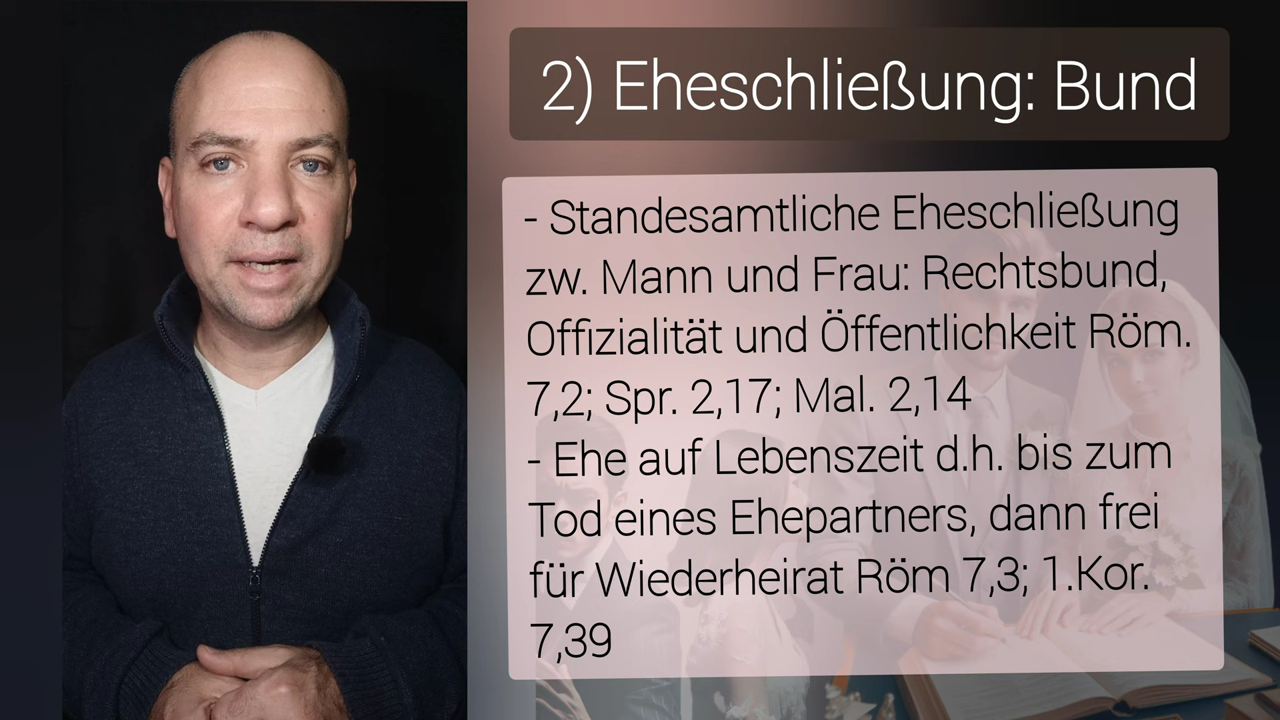 2) Eheschließung: Bund
- Standesamtliche Eheschließung
zw. Mann und Frau: Rechtsbund,
Offizialität und Öffentlichkeit Röm.
7,2; Spr. 2,17; Mal. 2,14
- Ehe auf Lebenszeit d.h. bis zum
Tod eines Ehepartners, dann frei
für Wiederheirat Röm 7,3; 1.Kor.
7,39